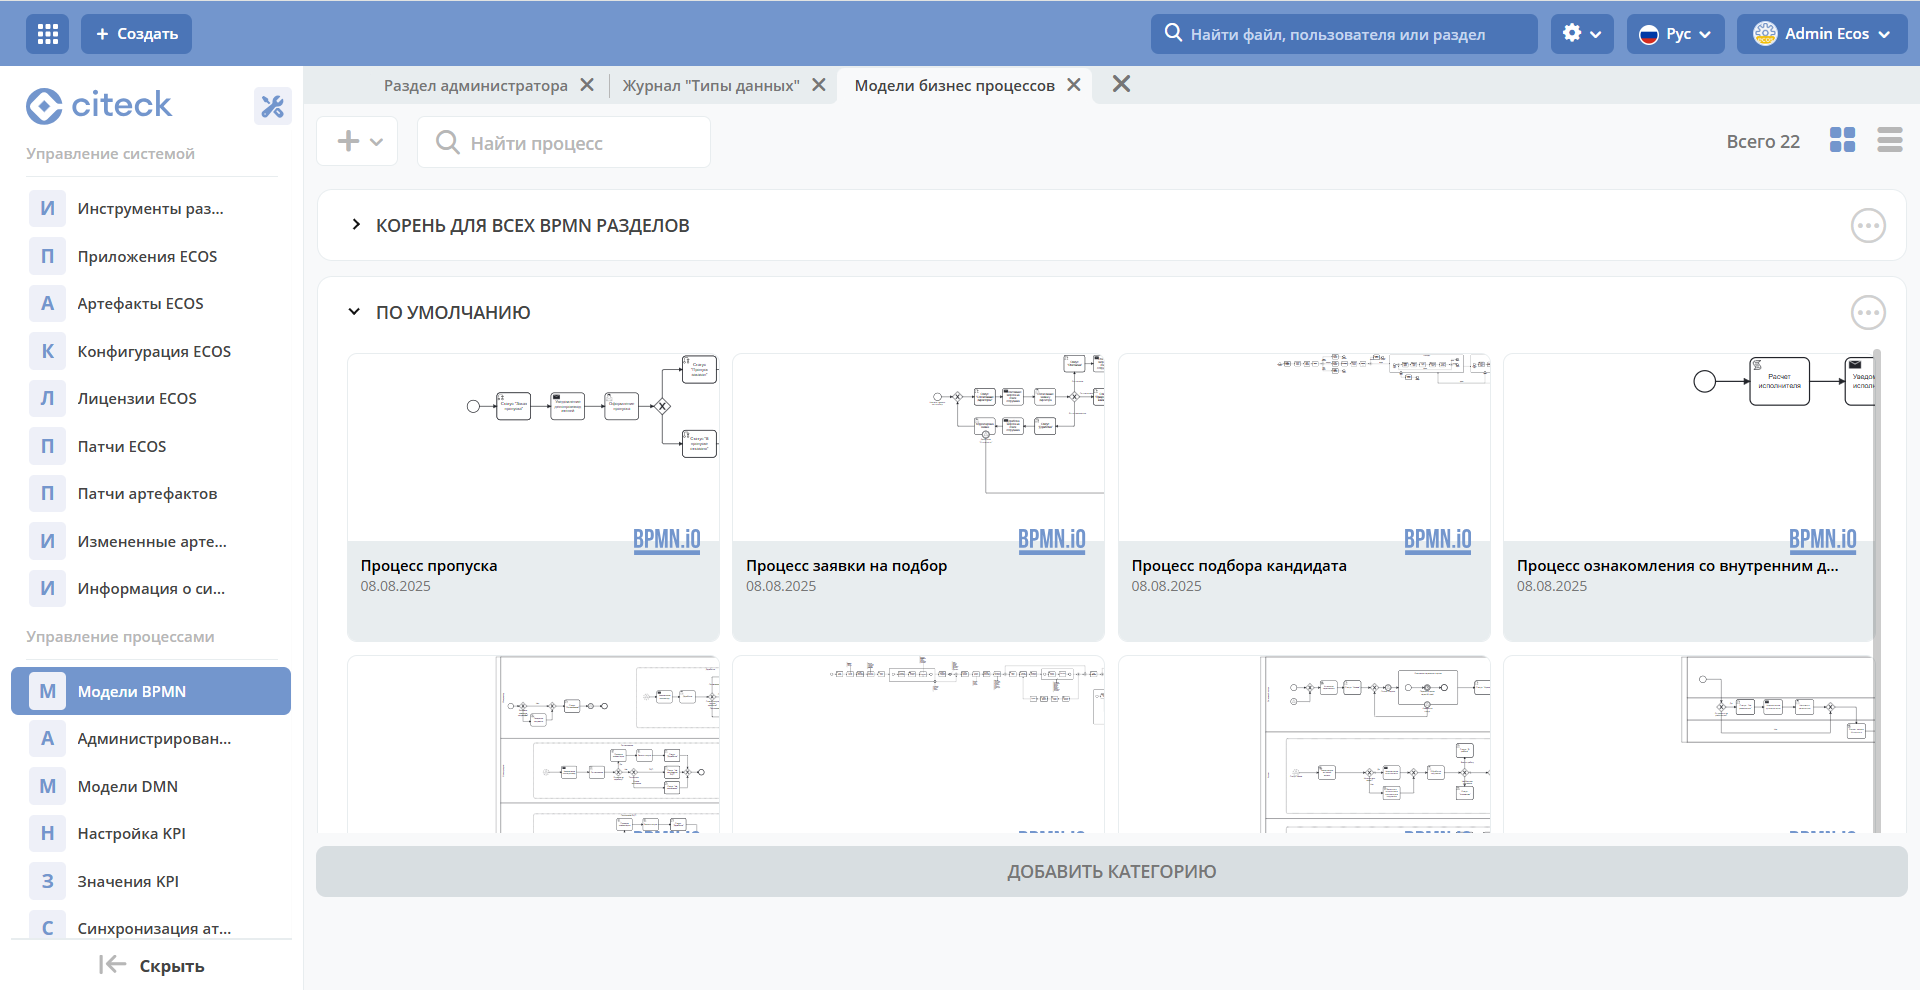 Создать
Найти файл, пользователя или раздел
Рус
Admin Ecos
citeck
Раздел администратора
Журнал "Типы данных"
Модели бизнес процессов
Управление системой
Инструменты раз...
Приложения ECOS
Артефакты ECOS
Конфигурация ECOS
Лицензии ECOS
Патчи ECOS
Патчи артефактов
Измененные арте...
Информация о си...
Управление процессами
Модели BPMN
Администрирован...
Модели DMN
Настройка KPI
Значения KPI
Синхронизация ат...
Скрыть
И
П
А
К
Л
П
П
И
И
М
А
М
Н
З
С
Найти процесс
Всего 22
КОРЕНЬ ДЛЯ ВСЕХ BPMN РАЗДЕЛОВ
ПО УМОЛЧАНИЮ
Расчет
исполнителя
BPMN.iO
Процесс пропуска
08.08.2025
BPMN.iO
Процесс заявки на подбор
08.08.2025
BPMN.iO
Процесс подбора кандидата
08.08.2025
BPMN.iO
Процесс ознакомления со внутренним д...
08.08.2025
ДОБАВИТЬ КАТЕГОРИЮ